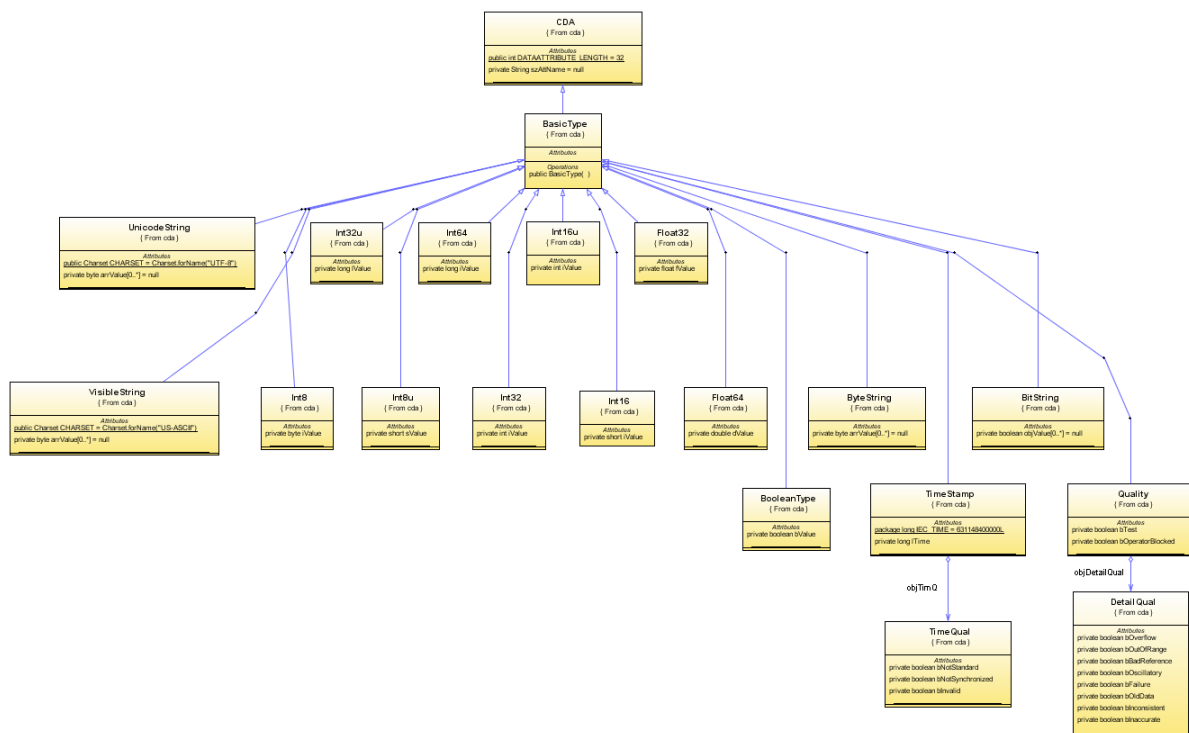 CDA
{ From cda }
Attributes
public int DATAATTRIBUTE_LENGTH = 32
private String szAttName = null
BasicType
{ From cda }
Attributes
Operations
public BasicType( )
UnicodeString
{ From cda }
Attributes
public Charset CHARSET = Charset.forName("UTF-8")
private byte arrValue[0..*] = null
Int32u
{ From cda }
Attributes
private long lValue
Int64
{ From cda }
Attributes
private long lValue
Int16u
{ From cda }
Attributes
private int iValue
Float32
{ From cda }
Attributes
private float fValue
VisibleString
{ From cda }
Attributes
public Charset CHARSET = Charset.forName("US-ASCII")
private byte arrValue[0..*] = null
Int8
{ From cda }
Attributes
private byte iValue
Int8u
{ From cda }
Attributes
private short sValue
Int32
{ From cda }
Attributes
private int iValue
Int16
{ From cda }
Attributes
private short iValue
Float64
{ From cda }
Attributes
private double dValue
ByteString
{ From cda }
Attributes
private byte arrValue[0..*] = null
BitString
{ From cda }
Attributes
private boolean objValue[0..*] = null
BooleanType
{ From cda }
Attributes
private boolean bValue
TimeStamp
{ From cda }
Attributes
package long IEC_TIME = 631148400000L
private long lTime
Quality
{ From cda }
Attributes
private boolean bTest
private boolean bOperatorBlocked
objTimQ
objDetailQual
TimeQual
{ From cda }
Attributes
private boolean bNotStandard
private boolean bNotSynchronized
private boolean bInvalid
DetailQual
{ From cda }
Attributes
private boolean bOverflow
private boolean bOutOfRange
private boolean bBadReference
private boolean bOscillatory
private boolean bFailure
private boolean bOldData
private boolean bInconsistent
private boolean bInaccurate